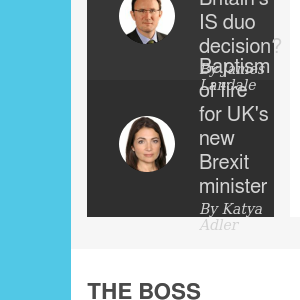 Britain's
IS duo
decision?
By James
Landale
Baptism
of fire
for UK's
new
Brexit
minister
By Katya
Adler
THE BOSS